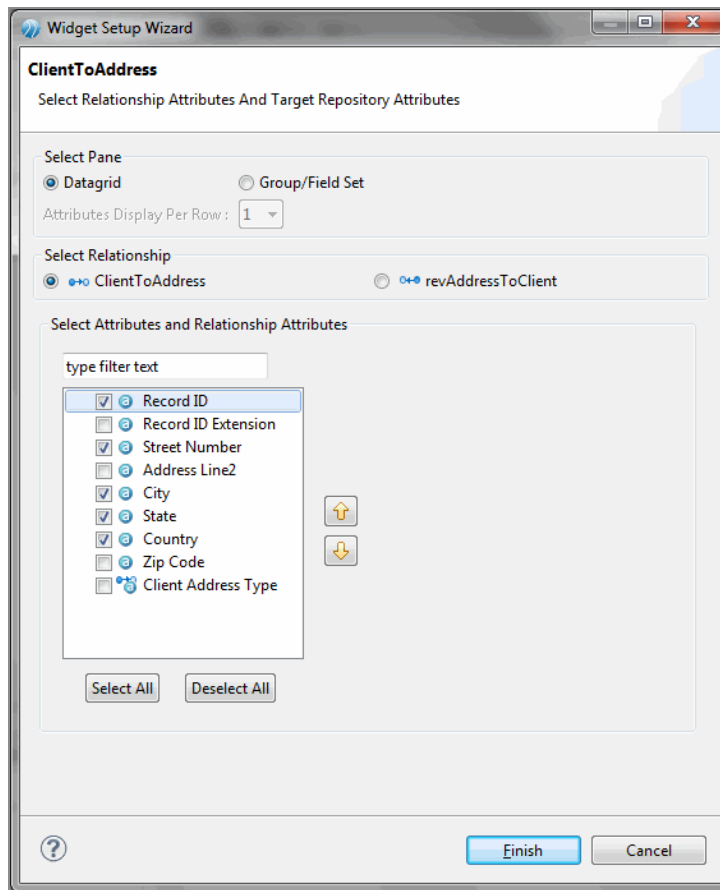 Widget Setup Wizard
ClientToAddress
Select Relationship Attributes And Target Repository Attributes
Select Pane
Datagrid Group/Field Set
Attributes Display Per Row : 1
Select Relationship
ClientToAddress revAddressToClient
Select Attributes and Relationship Attributes
type filter text
Record ID
Record ID Extension
Street Number
Address Line2
City
State
Country
Zip Code
Client Address Type
Select All Deselect All
Finish Cancel